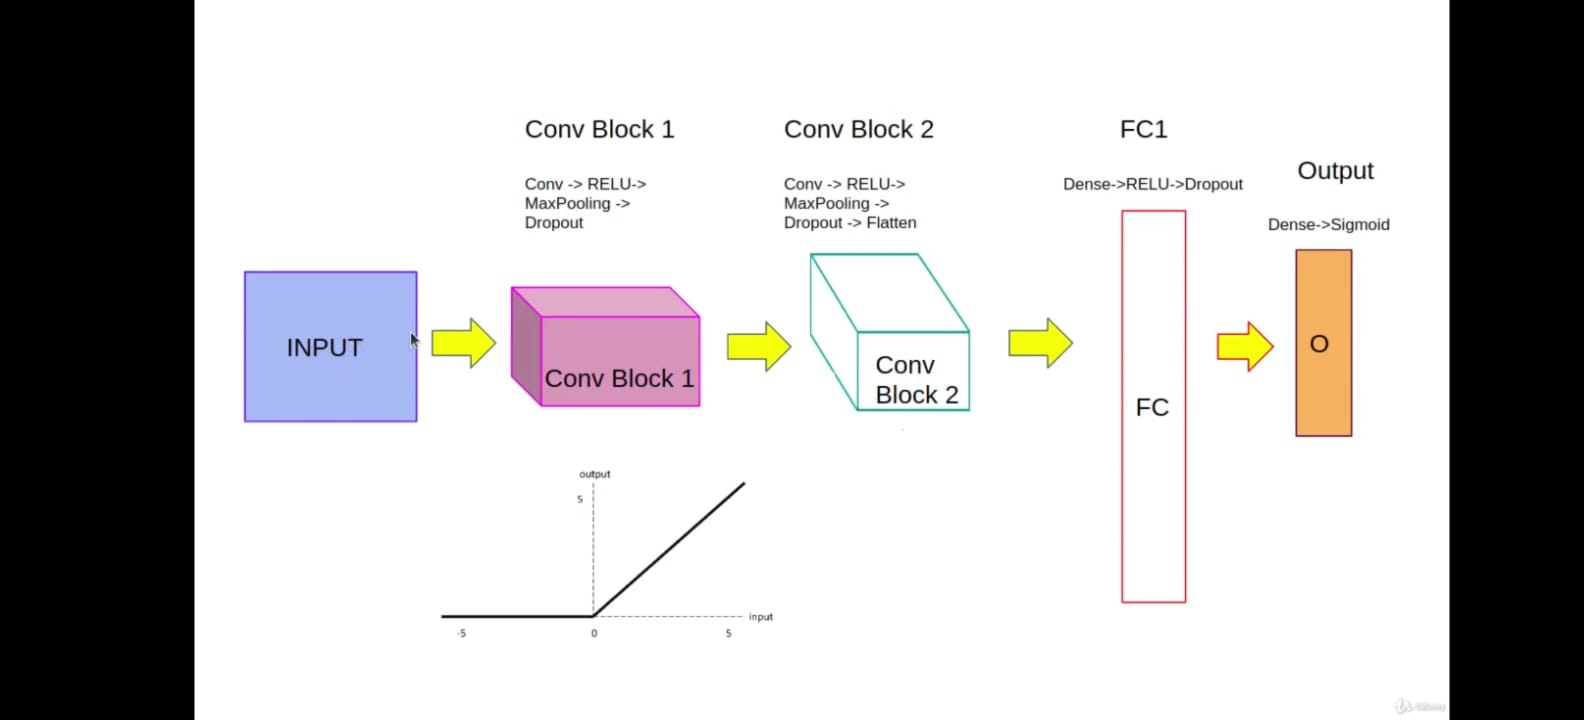 Conv Block 1
Conv -> RELU->
MaxPooling ->
Dropout
Conv Block 2
Conv -> RELU->
MaxPooling ->
Dropout -> Flatten
FC1
Dense->RELU->Dropout
Output
Dense->Sigmoid
INPUT
Conv Block 1
Conv
Block 2
FC
O
output
5
input
-5
0
5
Udemy